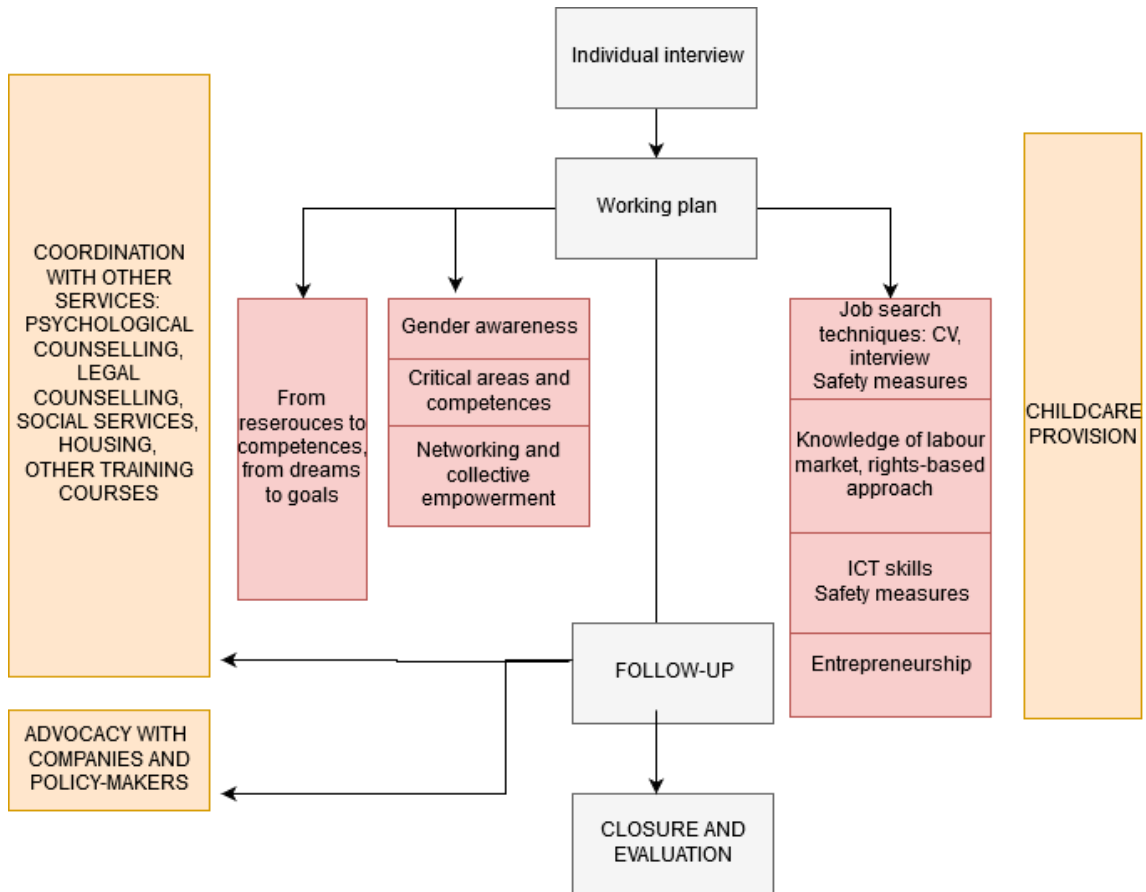 Individual interview
Working plan
COORDINATION
WITH OTHER
SERVICES:
PSYCHOLOGICAL
COUNSELLING,
LEGAL
COUNSELLING,
SOCIAL SERVICES,
HOUSING,
OTHER TRAINING
COURSES
From
reserouces to
competences,
from dreams
to goals
Gender awareness
Critical areas and
competences
Networking and
collective
empowerment
Job search
techniques: CV,
interview
Safety measures
Knowledge of labour
market, rights-based
approach
ICT skills
Safety measures
Entrepreneurship
CHILDCARE
PROVISION
FOLLOW-UP
ADVOCACY WITH
COMPANIES AND
POLICY-MAKERS
CLOSURE AND
EVALUATION